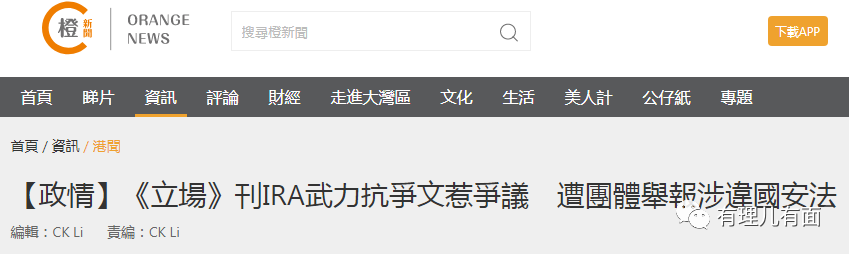 橙 新聞 ORANGE
NEWS
搜尋橙新聞
下載APP
首頁 睇片 資訊 評論 財經 走進大灣區 文化 生活 美人計 公仔紙 專題
首頁 / 資訊 / 港聞
【政情】《立場》刊IRA武力抗爭文惹爭議 遭團體舉報涉違國安法
有理儿有面
編輯：CK Li 責編：CK Li